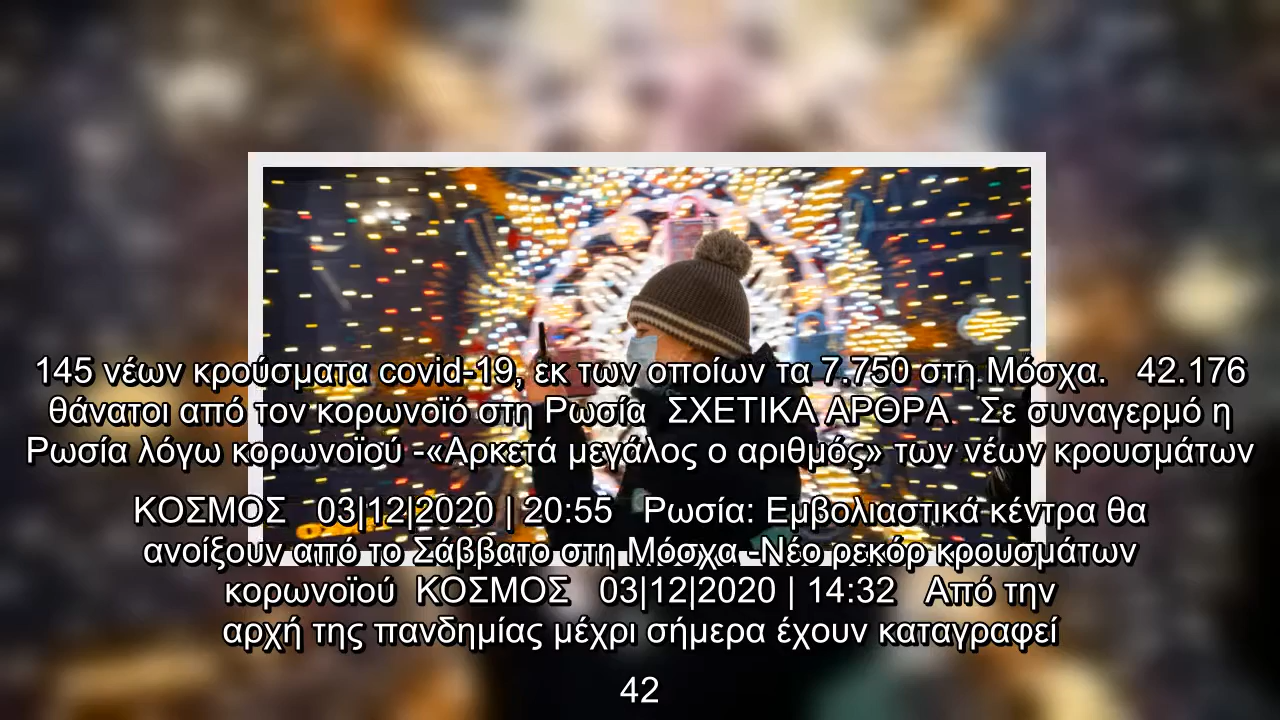 145 νέων κρούσματα covid-19, εκ των οποίων τα 7.750 στη Μόσχα. 42.176
θάνατοι από τον κορωνοϊό στη Ρωσία ΣΧΕΤΙΚΑ ΑΡΘΡΑ Σε συναγερμό η
Ρωσία λόγω κορωνοϊού -«Αρκετά μεγάλος ο αριθμός» των νέων κρουσμάτων
ΚΟΣΜΟΣ 03|12|2020 | 20:55 Ρωσία: Εμβολιαστικά κέντρα θα
ανοίξουν από το Σάββατο στη Μόσχα -Νέο ρεκόρ κρουσμάτων
κορωνοϊού ΚΟΣΜΟΣ 03|12|2020 | 14:32 Από την
αρχή της πανδημίας μέχρι σήμερα έχουν καταγραφεί
42